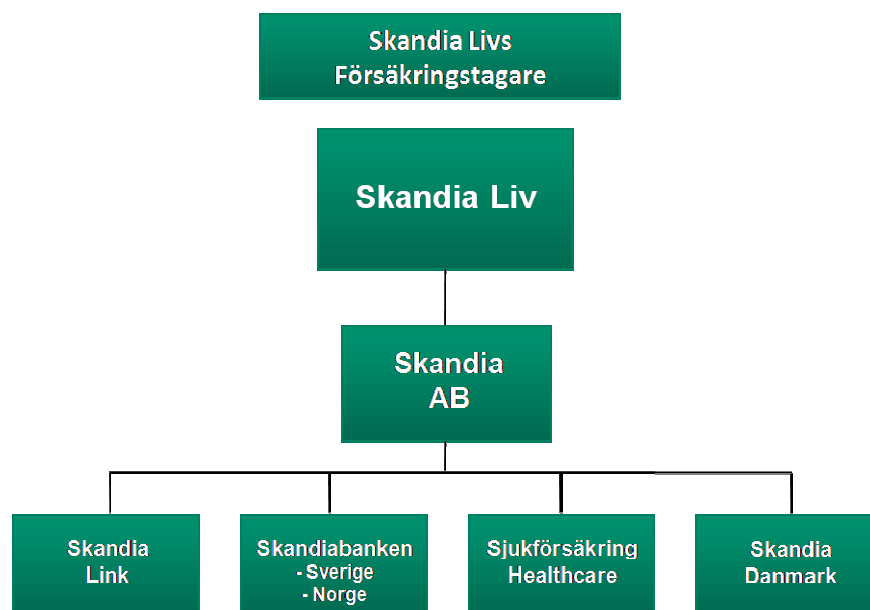 Skandia Livs
Försäkringstagare
Skandia Liv
Skandia
AB
Skandia
Link
Skandiabanken
- Sverige
- Norge
Sjukförsäkring
Healthcare
Skandia
Danmark